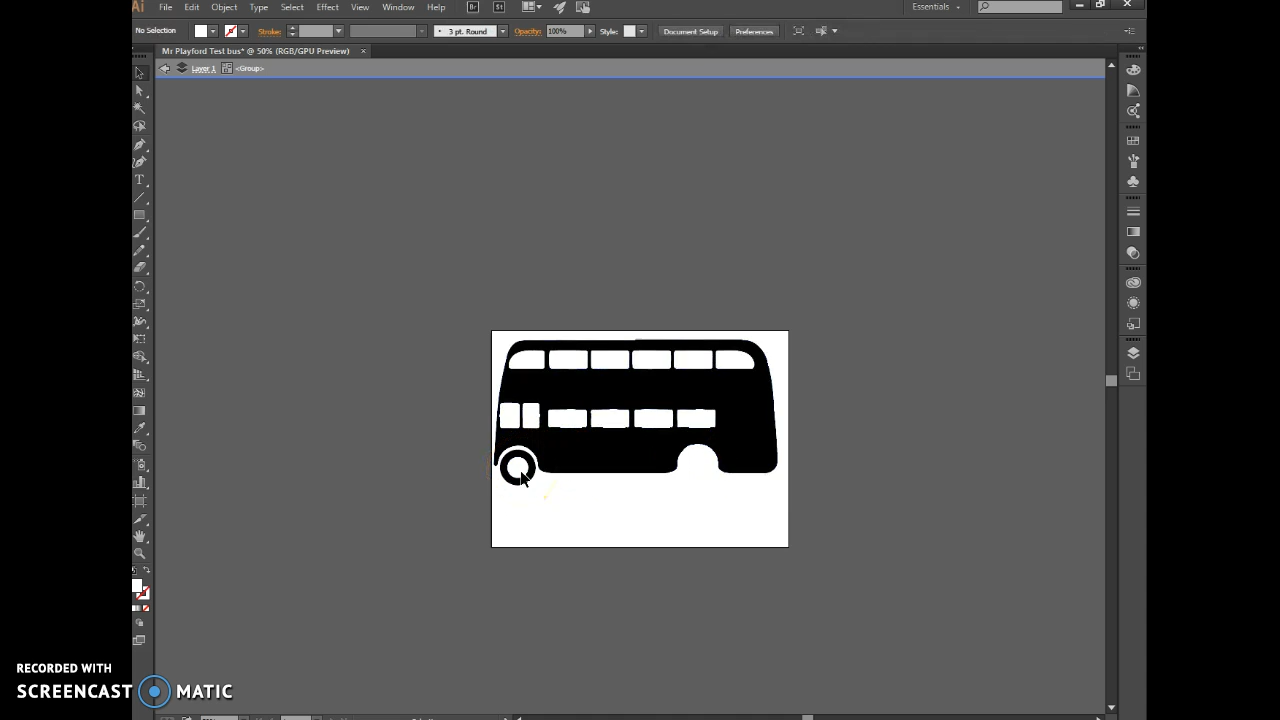 Ai File Edit Object Type Select Effect View Window Help Br St Essentials
No Selection Stroke: 3 pt. Round Opacity: 100% Style: Document Setup Preferences
Mr Playford Test bus* @ 50% (RGB/GPU Preview) ×
Layer 1 <Group>
T
RECORDED WITH
SCREENCAST MATIC